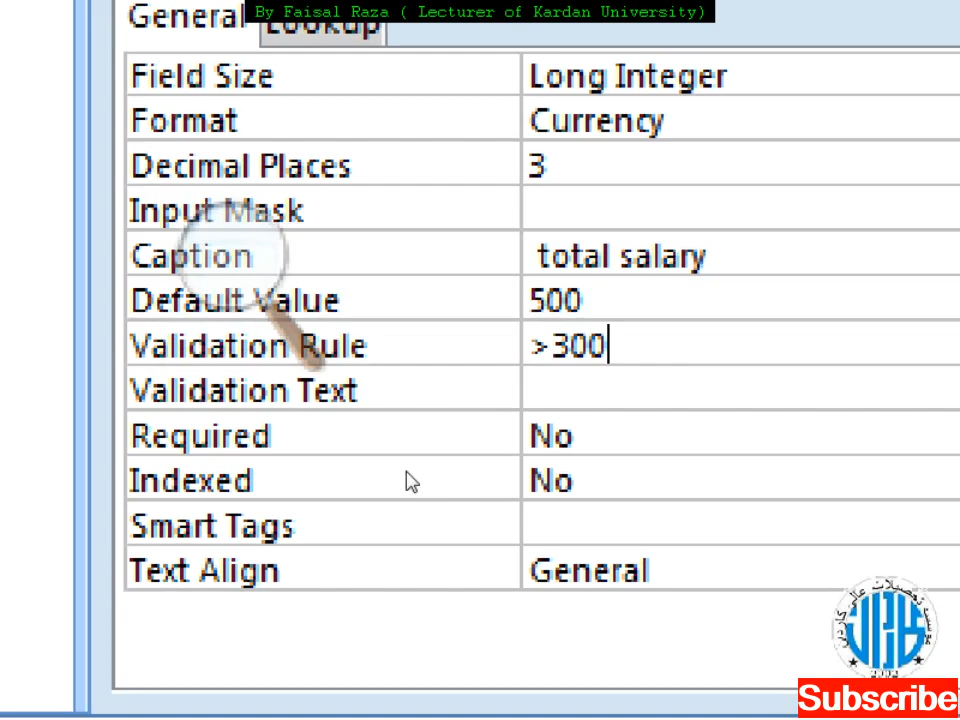 By Faisal Raza ( Lecturer of Kardan University)
General
Lookup
Field Size Long Integer
Format Currency
Decimal Places 3
Input Mask
Caption total salary
Default Value 500
Validation Rule >300
Validation Text
Required No
Indexed No
Smart Tags
Text Align General
Subscribe